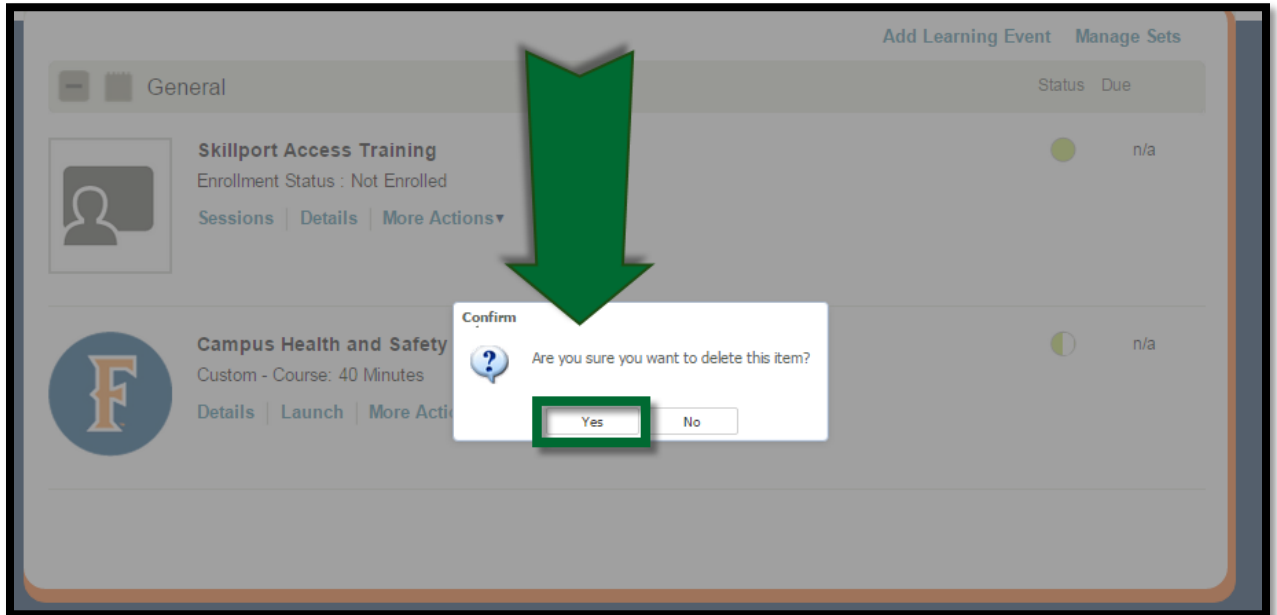 Add Learning Event Manage Sets
General Status Due
Skillport Access Training n/a
Enrollment Status : Not Enrolled
Sessions | Details | More Actions▾
Confirm
Are you sure you want to delete this item?
Yes No
Campus Health and Safety n/a
Custom - Course: 40 Minutes
Details | Launch | More
F